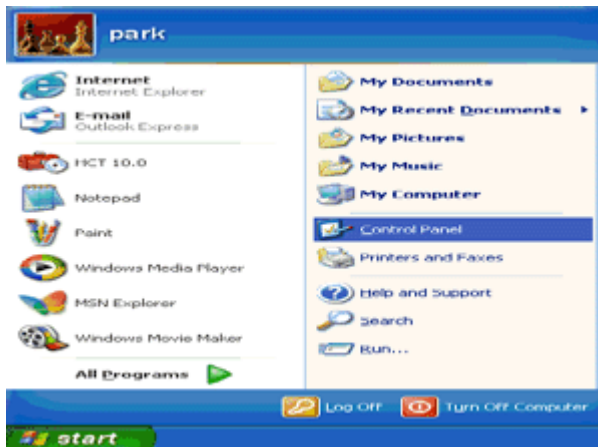 park
Internet
Internet Explorer
E-mail
Outlook Express
HCT 10.0
Notepad
Paint
Windows Media Player
MSN Explorer
Windows Movie Maker
All Programs
My Documents
My Recent Documents
My Pictures
My Music
My Computer
Control Panel
Printers and Faxes
Help and Support
Search
Run...
Log Off
Turn Off Computer
start